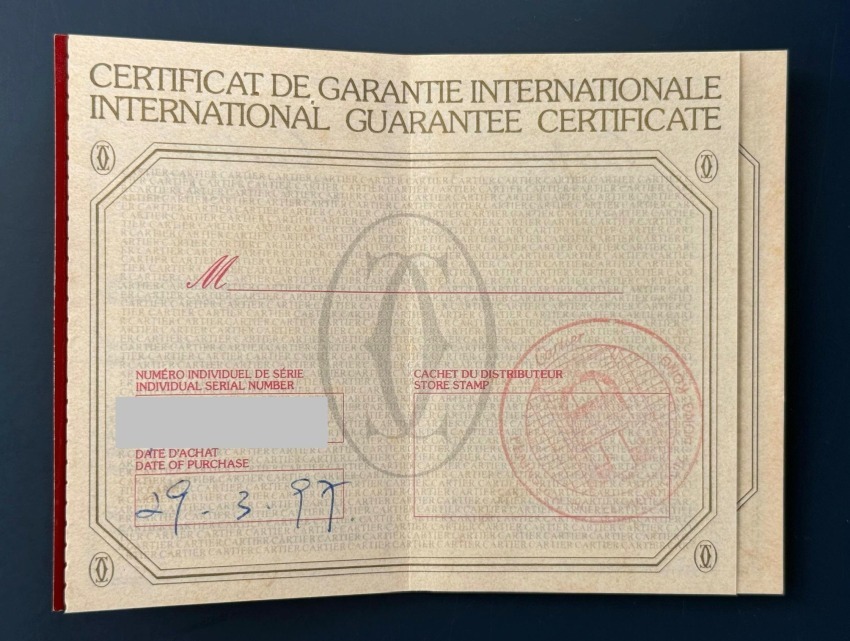 CERTIFICAT DE GARANTIE INTERNATIONALE
INTERNATIONAL GUARANTEE CERTIFICATE
M
NUMÉRO INDIVIDUEL DE SÉRIE
INDIVIDUAL SERIAL NUMBER
CACHET DU DISTRIBUTEUR
STORE STAMP
Cartier
DATE D'ACHAT
DATE OF PURCHASE
29.3.97.